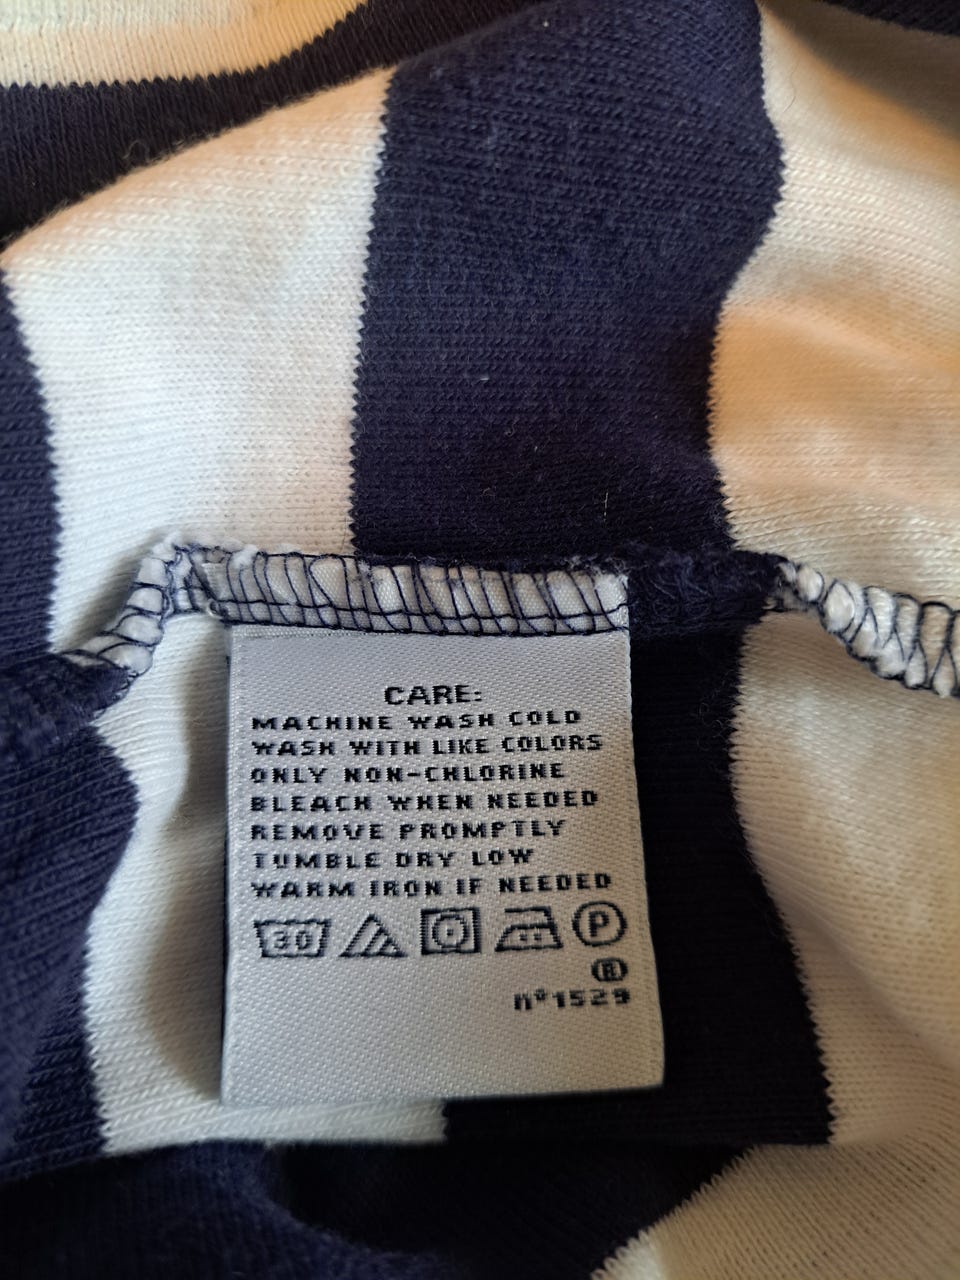 CARE:
MACHINE WASH COLD
WASH WITH LIKE COLORS
ONLY NON-CHLORINE
BLEACH WHEN NEEDED
REMOVE PROMPTLY
TUMBLE DRY LOW
WARM IRON IF NEEDED
30 P
®
nº1529